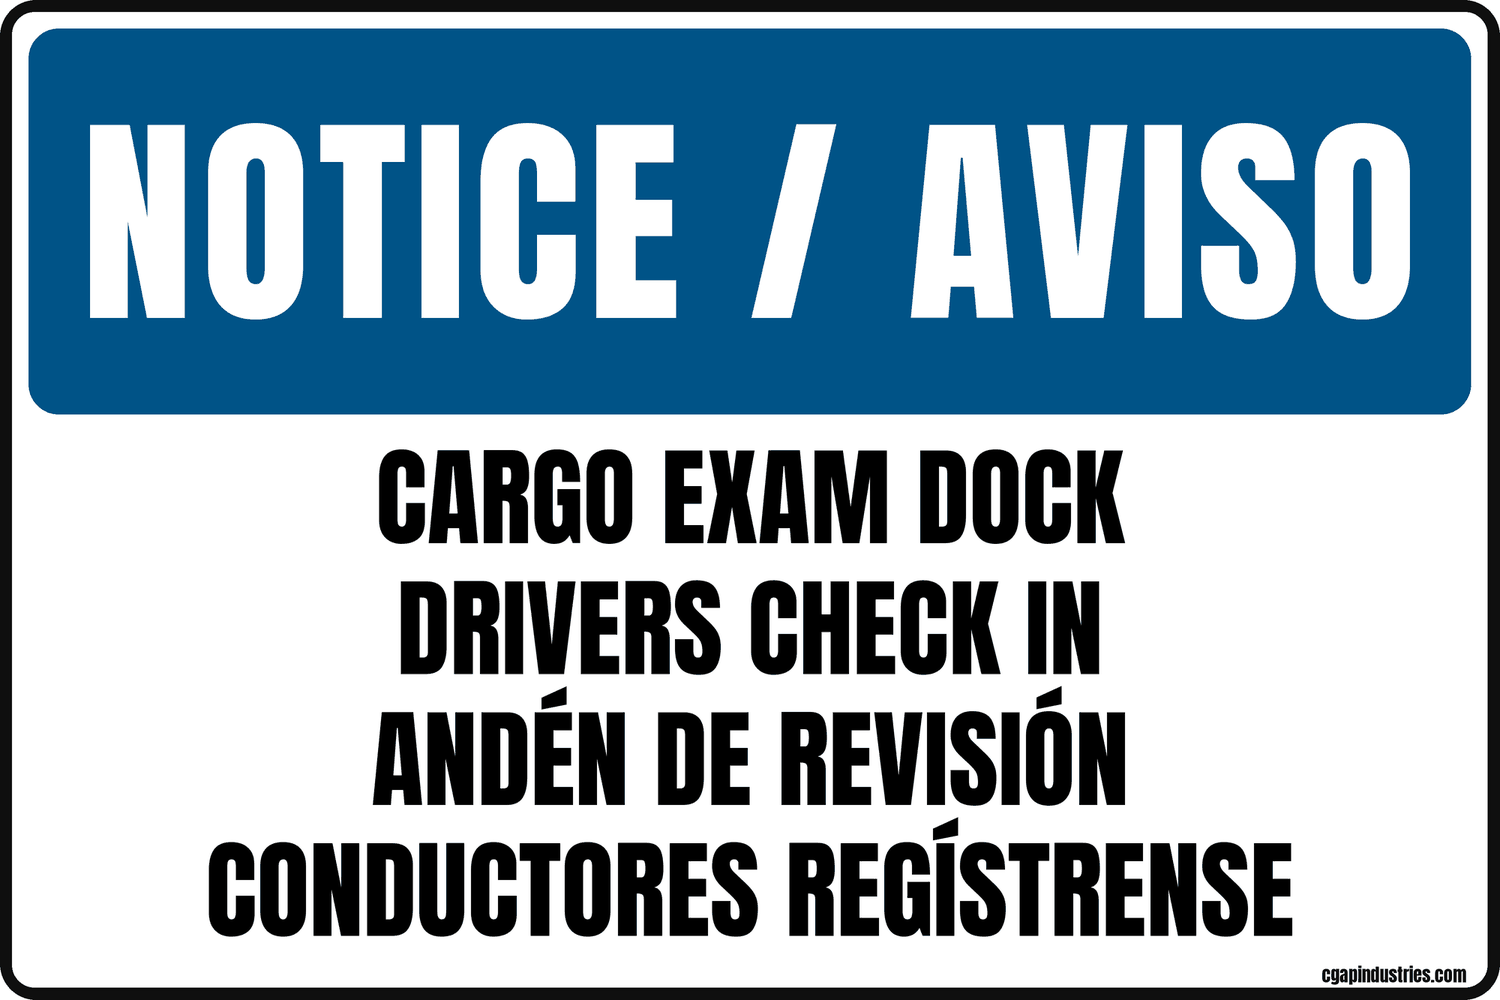 NOTICE / AVISO
CARGO EXAM DOCK
DRIVERS CHECK IN
ANDÉN DE REVISIÓN
CONDUCTORES REGÍSTRENSE
cgapindustries.com